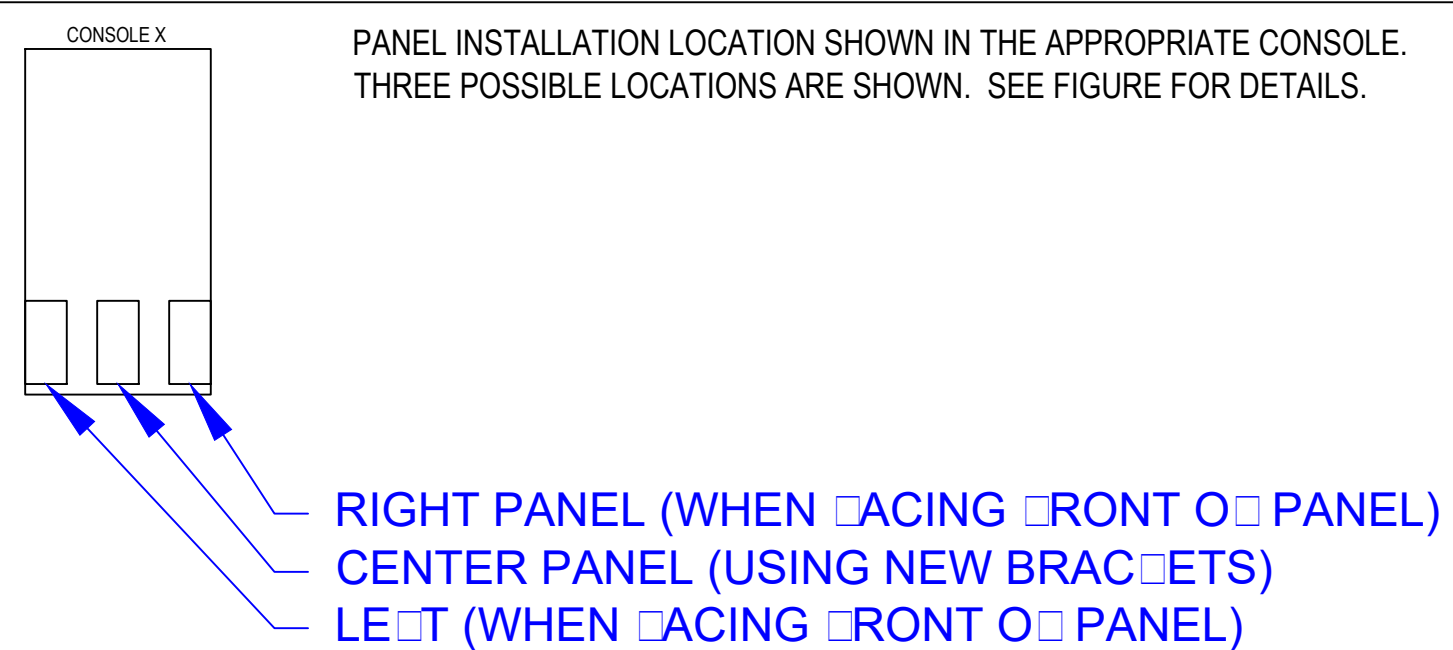 CONSOLE X
PANEL INSTALLATION LOCATION SHOWN IN THE APPROPRIATE CONSOLE.
THREE POSSIBLE LOCATIONS ARE SHOWN.  SEE FIGURE FOR DETAILS.
RIGHT PANEL (WHEN □ACING □RONT O□ PANEL)
CENTER PANEL (USING NEW BRAC□ETS)
LE□T (WHEN □ACING □RONT O□ PANEL)